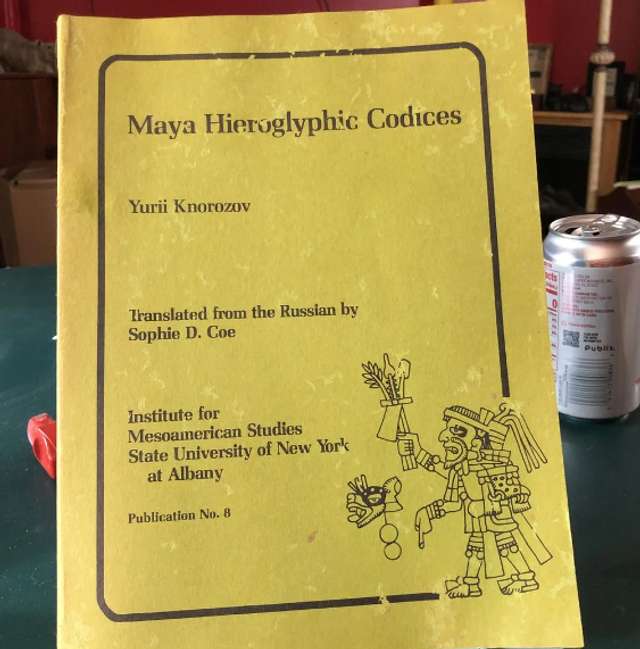 Maya Hieroglyphic Codices
Yurii Knorozov
Translated from the Russian by
Sophie D. Coe
Institute for
Mesoamerican Studies
State University of New York
at Albany
Publication No. 8
Publix